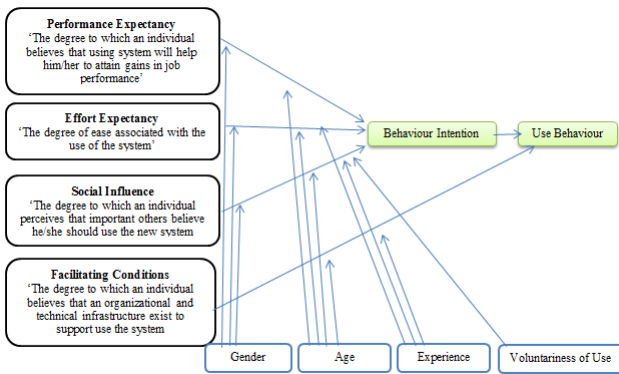 Performance Expectancy
‘The degree to which an individual
believes that using system will help
him/her to attain gains in job
performance’
Effort Expectancy
‘The degree of ease associated with the
use of the system’
Social Influence
‘The degree to which an individual
perceives that important others believe
he/she should use the new system
Facilitating Conditions
‘The degree to which an individual
believes that an organizational and
technical infrastructure exist to
support use the system
Behaviour Intention
Use Behaviour
Gender
Age
Experience
Voluntariness of Use